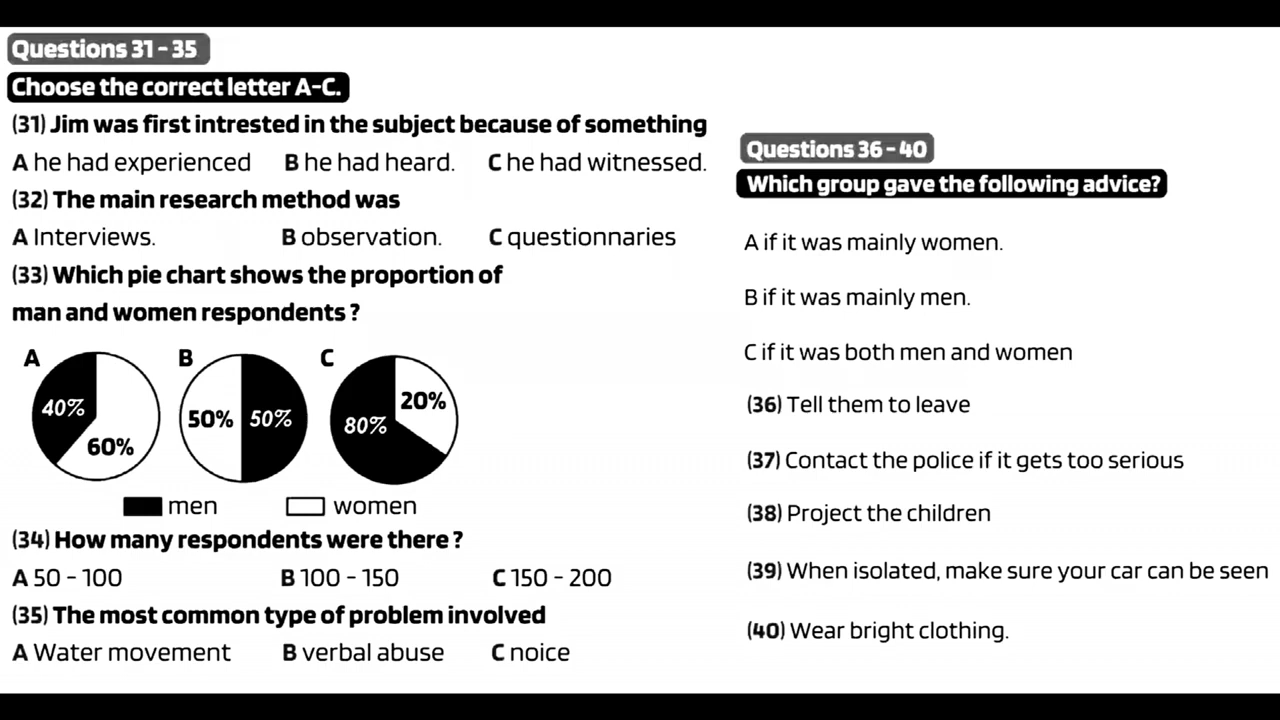 Questions 31 - 35
Choose the correct letter A-C.
(31) Jim was first intrested in the subject because of something
A he had experienced B he had heard. C he had witnessed.
(32) The main research method was
A Interviews. B observation. C questionnaries
(33) Which pie chart shows the proportion of
man and women respondents ?
A B C
40% 60% 50% 50% 80% 20%
men women
(34) How many respondents were there ?
A 50 - 100 B 100 - 150 C 150 - 200
(35) The most common type of problem involved
A Water movement B verbal abuse C noice
Questions 36 - 40
Which group gave the following advice?
A if it was mainly women.
B if it was mainly men.
C if it was both men and women
(36) Tell them to leave
(37) Contact the police if it gets too serious
(38) Project the children
(39) When isolated, make sure your car can be seen
(40) Wear bright clothing.